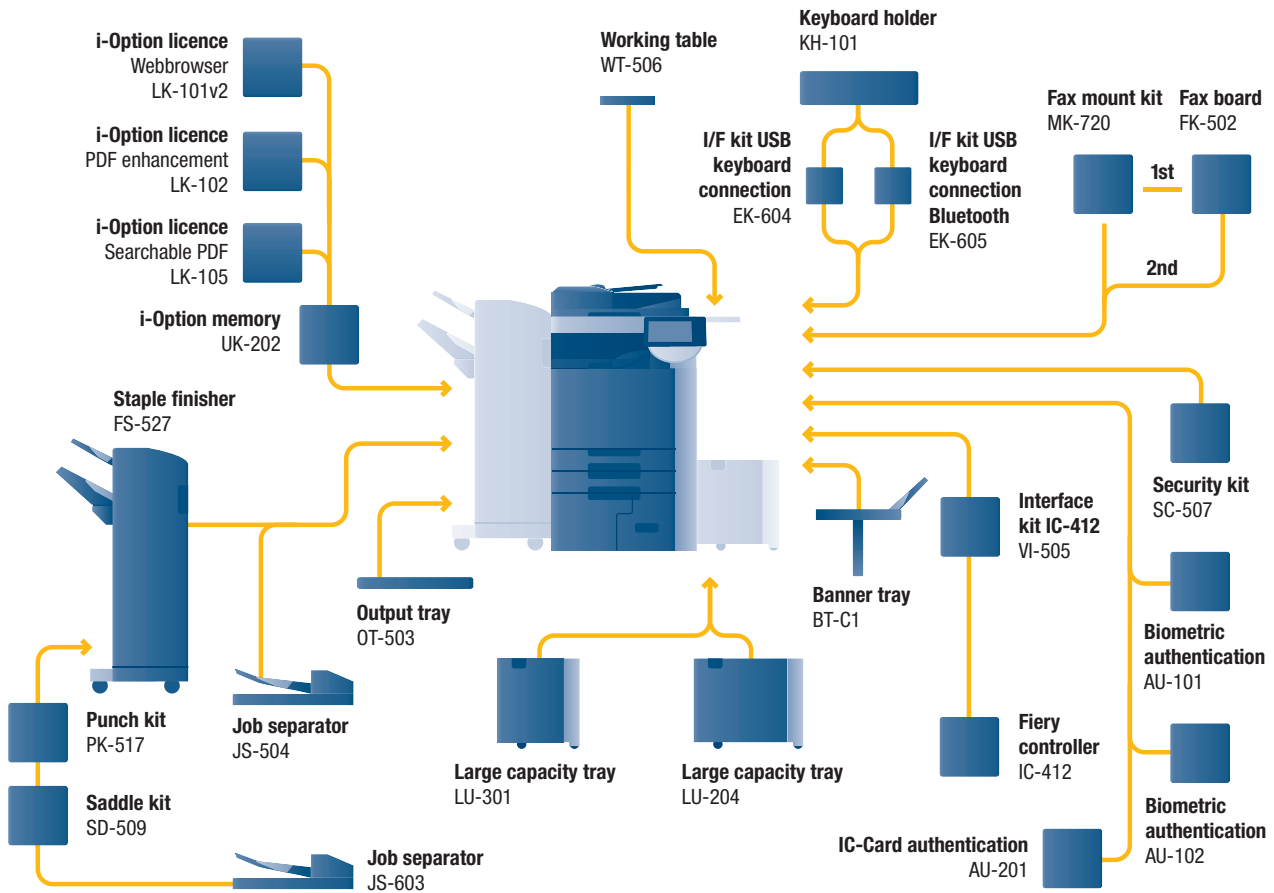 i-Option licence
Webbrowser
LK-101v2
i-Option licence
PDF enhancement
LK-102
i-Option licence
Searchable PDF
LK-105
i-Option memory
UK-202
Staple finisher
FS-527
Working table
WT-506
Keyboard holder
KH-101
I/F kit USB
keyboard
connection
EK-604
I/F kit USB
keyboard
connection
Bluetooth
EK-605
Fax mount kit
MK-720
Fax board
FK-502
1st
2nd
Security kit
SC-507
Interface
kit IC-412
VI-505
Banner tray
BT-C1
Output tray
OT-503
Biometric
authentication
AU-101
Punch kit
PK-517
Job separator
JS-504
Large capacity tray
LU-301
Large capacity tray
LU-204
Fiery
controller
IC-412
Saddle kit
SD-509
Biometric
authentication
AU-102
Job separator
JS-603
IC-Card authentication
AU-201